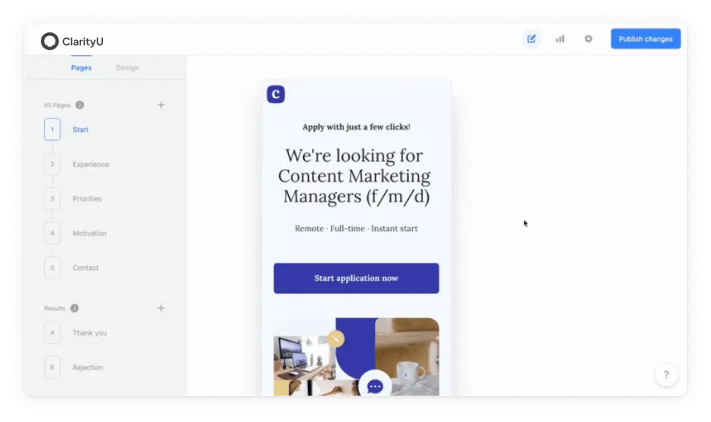 ClarityU
Publish changes
Pages
Design
All Pages
1
Start
2
Experience
3
Priorities
4
Motivation
5
Contact
Results
A
Thank you
B
Rejection
c
Apply with just a few clicks!
We're looking for
Content Marketing
Managers (f/m/d)
Remote · Full-time · Instant start
Start application now
?